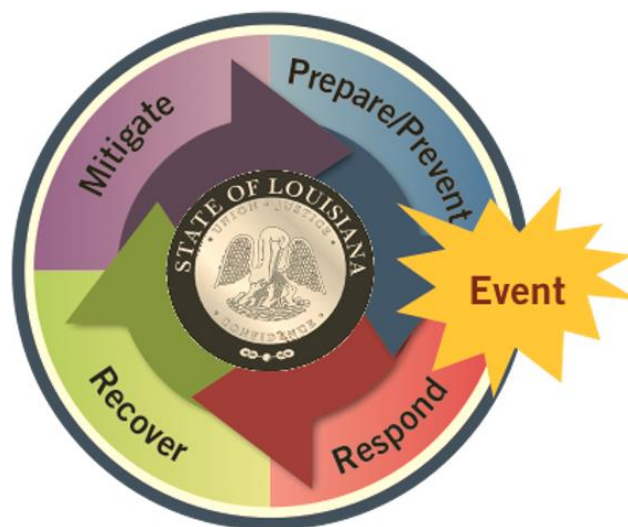 Mitigate
Prepare/Prevent
Event
Respond
Recover
STATE OF LOUISIANA
UNION · JUSTICE
CONFIDENCE